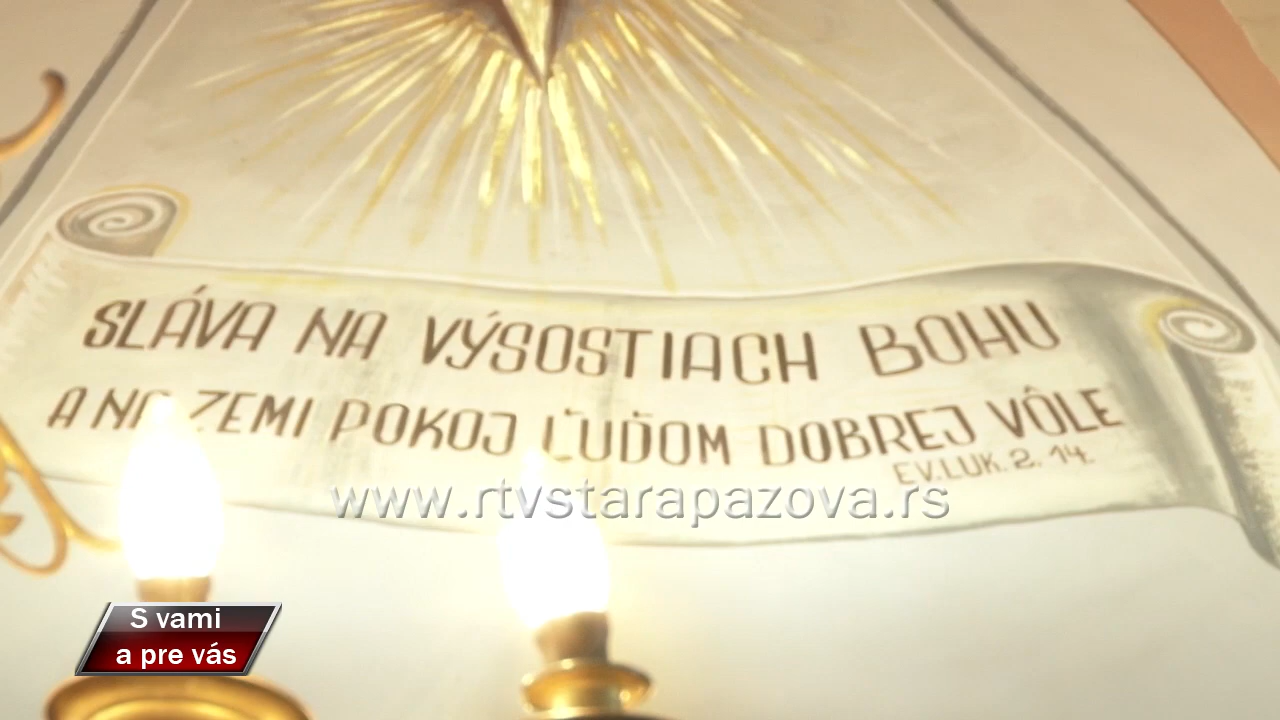 SLÁVA NA VÝSOSTIACH BOHU
A NA ZEMI POKOJ ĽUĎOM DOBREJ VÔLE
EV.LUK. 2. 14.
www.rtvstarapazova.rs
S vami
a pre vás